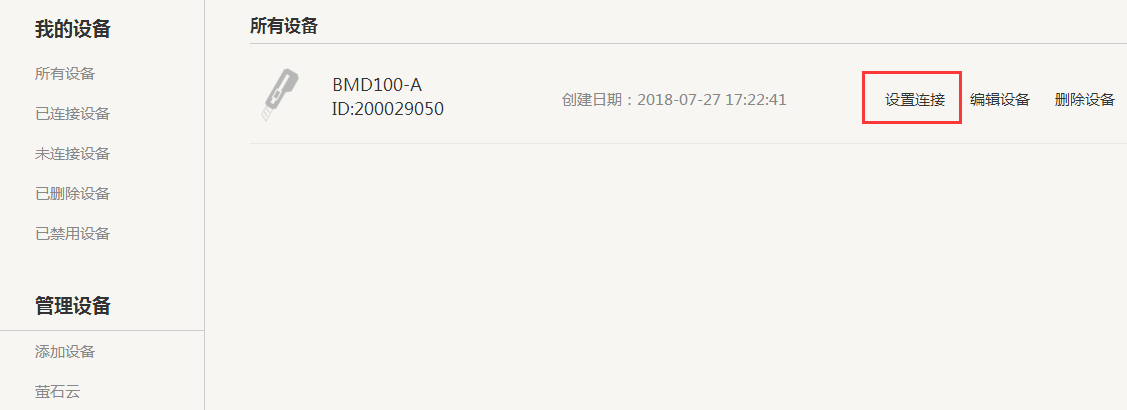 我的设备
所有设备
已连接设备
未连接设备
已删除设备
已禁用设备
管理设备
添加设备
萤石云
所有设备
BMD100-A
ID:200029050
创建日期：2018-07-27 17:22:41
设置连接 编辑设备 删除设备